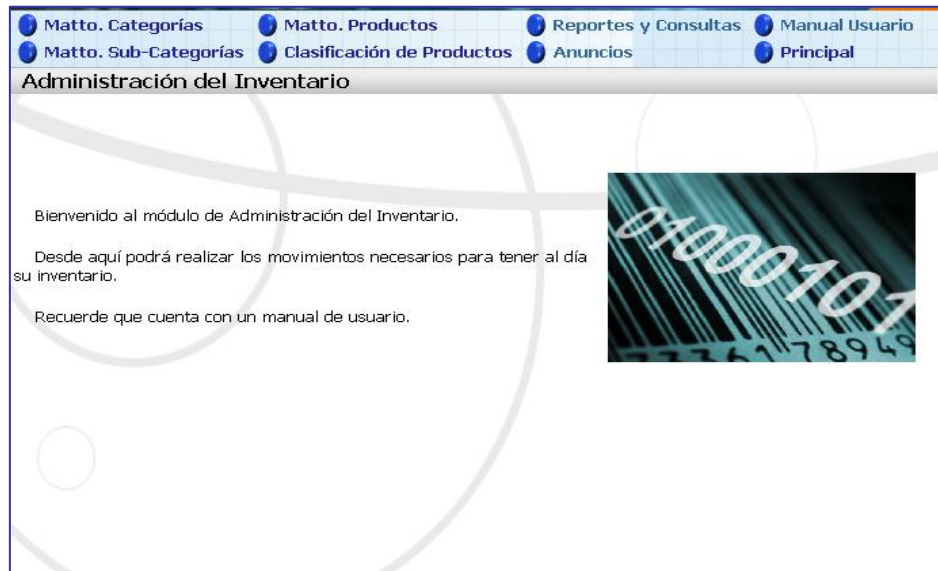 Matto. Categorías Matto. Productos Reportes y Consultas Manual Usuario
Matto. Sub-Categorías Clasificación de Productos Anuncios Principal
Administración del Inventario
Bienvenido al módulo de Administración del Inventario.
Desde aquí podrá realizar los movimientos necesarios para tener al día
su inventario.
Recuerde que cuenta con un manual de usuario.
01000101
73361 78949